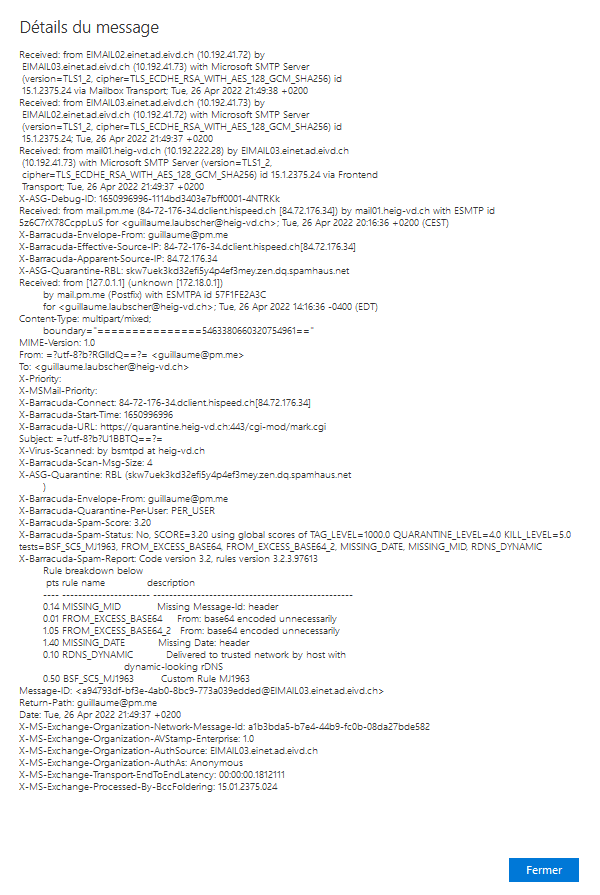 Détails du message
Received: from EIMAIL02.einet.ad.eivd.ch (10.192.41.72) by
EIMAIL03.einet.ad.eivd.ch (10.192.41.73) with Microsoft SMTP Server
(version=TLS1_2, cipher=TLS_ECDHE_RSA_WITH_AES_128_GCM_SHA256) id
15.1.2375.24 via Mailbox Transport; Tue, 26 Apr 2022 21:49:38 +0200
Received: from EIMAIL03.einet.ad.eivd.ch (10.192.41.73) by
EIMAIL02.einet.ad.eivd.ch (10.192.41.72) with Microsoft SMTP Server
(version=TLS1_2, cipher=TLS_ECDHE_RSA_WITH_AES_128_GCM_SHA256) id
15.1.2375.24; Tue, 26 Apr 2022 21:49:37 +0200
Received: from mail01.heig-vd.ch (10.192.222.28) by EIMAIL03.einet.ad.eivd.ch
(10.192.41.73) with Microsoft SMTP Server (version=TLS1_2,
cipher=TLS_ECDHE_RSA_WITH_AES_128_GCM_SHA256) id 15.1.2375.24 via Frontend
Transport; Tue, 26 Apr 2022 21:49:37 +0200
X-ASG-Debug-ID: 1650996996-1114bd3403e7bff0001-4NTRKk
Received: from mail.pm.me (84-72-176-34.dclient.hispeed.ch [84.72.176.34]) by mail01.heig-vd.ch with ESMTP id
5z6C7rX78CcppLuS for <guillaume.laubscher@heig-vd.ch>; Tue, 26 Apr 2022 20:16:36 +0200 (CEST)
X-Barracuda-Envelope-From: guillaume@pm.me
X-Barracuda-Effective-Source-IP: 84-72-176-34.dclient.hispeed.ch[84.72.176.34]
X-Barracuda-Apparent-Source-IP: 84.72.176.34
X-ASG-Quarantine-RBL: skw7uek3kd32efi5y4p4ef3mey.zen.dq.spamhaus.net
Received: from [127.0.1.1] (unknown [172.18.0.1])
by mail.pm.me (Postfix) with ESMTPA id 57F1FE2A3C
for <guillaume.laubscher@heig-vd.ch>; Tue, 26 Apr 2022 14:16:36 -0400 (EDT)
Content-Type: multipart/mixed;
boundary="===============5463380660320754961=="
MIME-Version: 1.0
From: =?utf-8?b?RGlldQ==?= <guillaume@pm.me>
To: <guillaume.laubscher@heig-vd.ch>
X-Priority:
X-MSMail-Priority:
X-Barracuda-Connect: 84-72-176-34.dclient.hispeed.ch[84.72.176.34]
X-Barracuda-Start-Time: 1650996996
X-Barracuda-URL: https://quarantine.heig-vd.ch:443/cgi-mod/mark.cgi
Subject: =?utf-8?b?U1BBTQ==?=
X-Virus-Scanned: by bsmtpd at heig-vd.ch
X-Barracuda-Scan-Msg-Size: 4
X-ASG-Quarantine: RBL (skw7uek3kd32efi5y4p4ef3mey.zen.dq.spamhaus.net
)
X-Barracuda-Envelope-From: guillaume@pm.me
X-Barracuda-Quarantine-Per-User: PER_USER
X-Barracuda-Spam-Score: 3.20
X-Barracuda-Spam-Status: No, SCORE=3.20 using global scores of TAG_LEVEL=1000.0 QUARANTINE_LEVEL=4.0 KILL_LEVEL=5.0
tests=BSF_SC5_MJ1963, FROM_EXCESS_BASE64, FROM_EXCESS_BASE64_2, MISSING_DATE, MISSING_MID, RDNS_DYNAMIC
X-Barracuda-Spam-Report: Code version 3.2, rules version 3.2.3.97613
Rule breakdown below
pts rule name description
---- ---------------------- --------------------------------------------------
0.14 MISSING_MID Missing Message-Id: header
0.01 FROM_EXCESS_BASE64 From: base64 encoded unnecessarily
1.05 FROM_EXCESS_BASE64_2 From: base64 encoded unnecessarily
1.40 MISSING_DATE Missing Date: header
0.10 RDNS_DYNAMIC Delivered to trusted network by host with
dynamic-looking rDNS
0.50 BSF_SC5_MJ1963 Custom Rule MJ1963
Message-ID: <a94793df-bf3e-4ab0-8bc9-773a039edded@EIMAIL03.einet.ad.eivd.ch>
Return-Path: guillaume@pm.me
Date: Tue, 26 Apr 2022 21:49:37 +0200
X-MS-Exchange-Organization-Network-Message-Id: a1b3bda5-b7e4-44b9-fc0b-08da27bde582
X-MS-Exchange-Organization-AVStamp-Enterprise: 1.0
X-MS-Exchange-Organization-AuthSource: EIMAIL03.einet.ad.eivd.ch
X-MS-Exchange-Organization-AuthAs: Anonymous
X-MS-Exchange-Transport-EndToEndLatency: 00:00:00.1812111
X-MS-Exchange-Processed-By-BccFoldering: 15.01.2375.024
Fermer